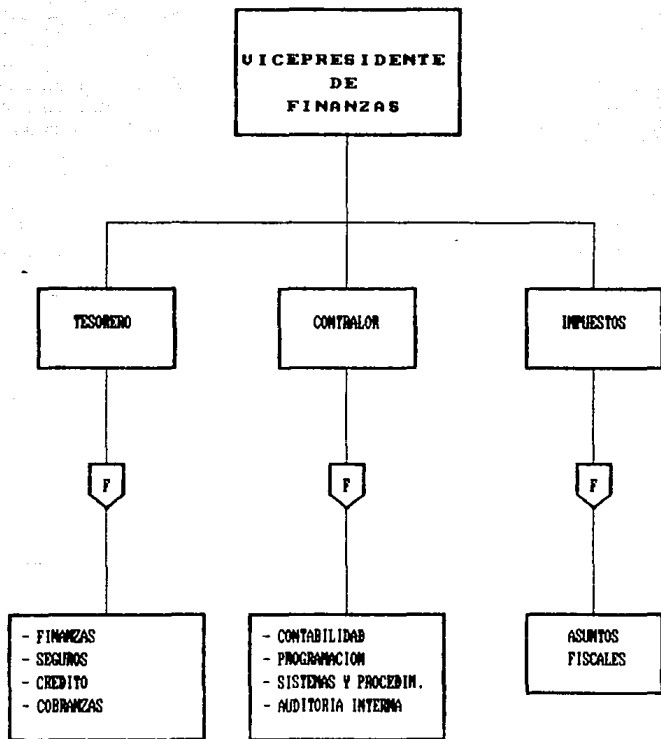 VICEPRESIDENTE
DE
FINANZAS
TESORERO
CONTRALOR
IMPUESTOS
F
F
F
- FINANZAS
- SEGUROS
- CREDITO
- COBRANZAS
- CONTABILIDAD
- PROGRAMACION
- SISTEMAS Y PROCEDIM.
- AUDITORIA INTERNA
ASUNTOS
FISCALES